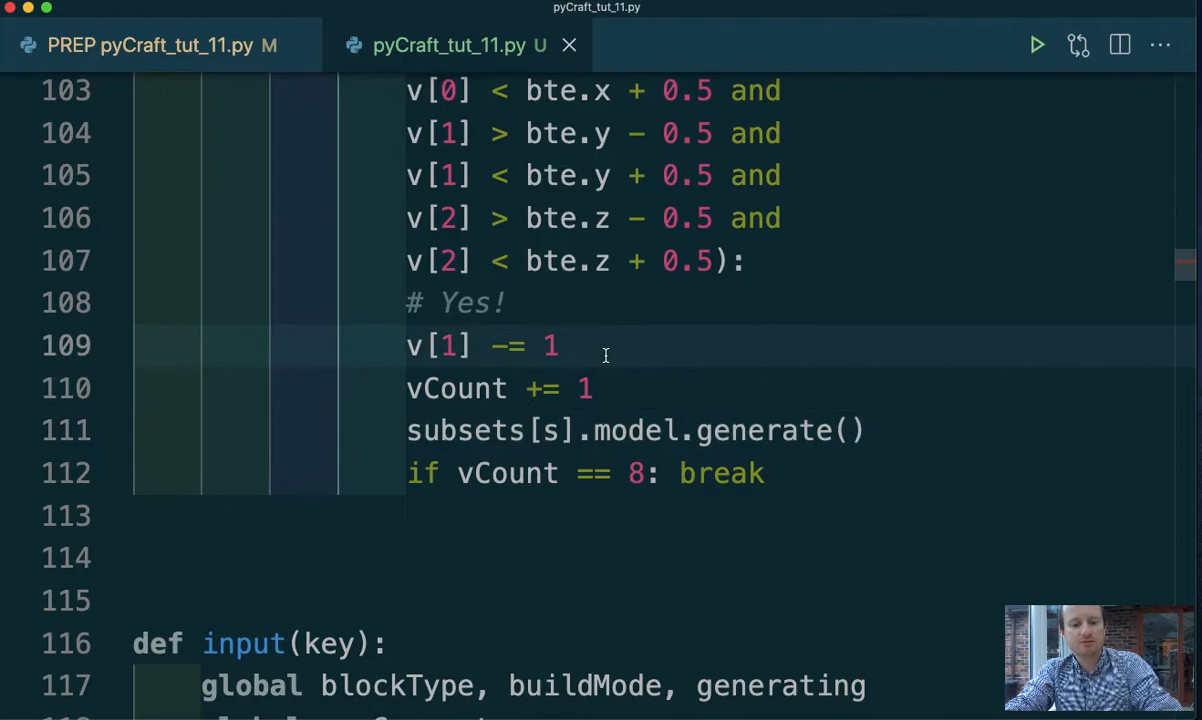 pyCraft_tut_11.py
PREP pyCraft_tut_11.py M
pyCraft_tut_11.py U
103 v[0] < bte.x + 0.5 and
104 v[1] > bte.y - 0.5 and
105 v[1] < bte.y + 0.5 and
106 v[2] > bte.z - 0.5 and
107 v[2] < bte.z + 0.5):
108 # Yes!
109 v[1] -= 1
110 vCount += 1
111 subsets[s].model.generate()
112 if vCount == 8: break
113
114
115
116 def input(key):
117 global blockType, buildMode, generating